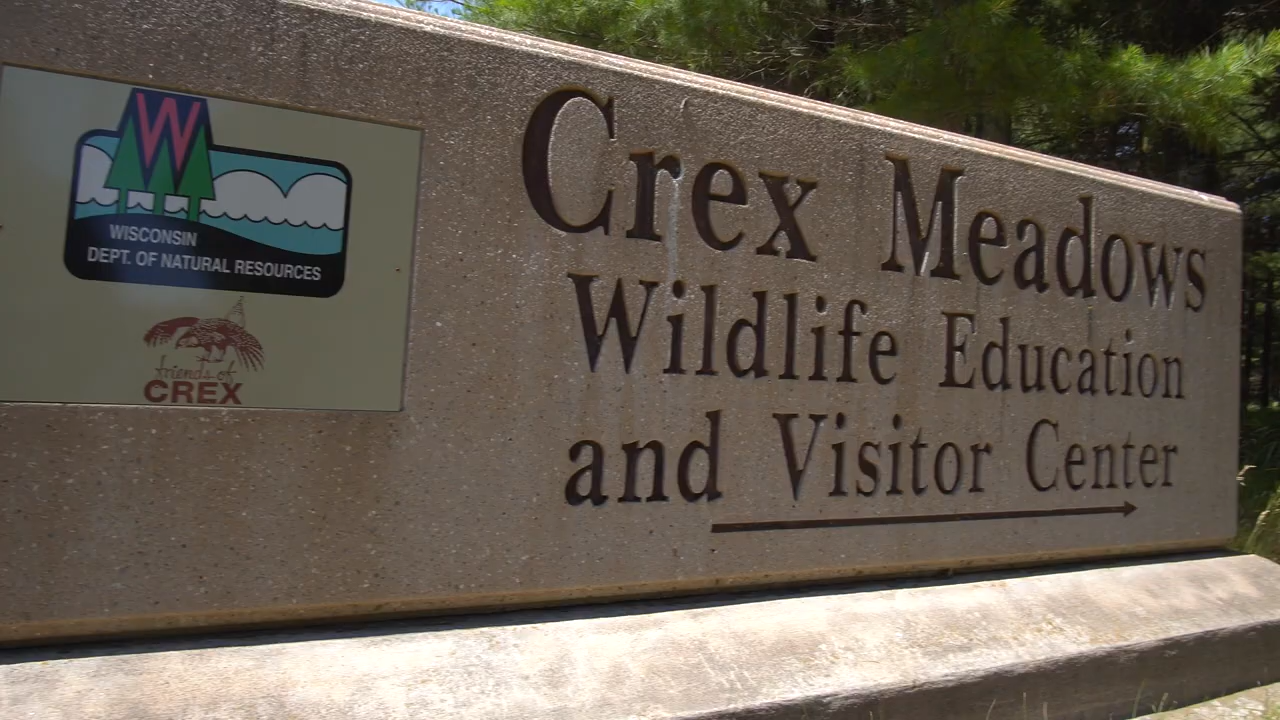 W
WISCONSIN
DEPT. OF NATURAL RESOURCES
friends of
CREX
Crex Meadows
Wildlife Education
and Visitor Center